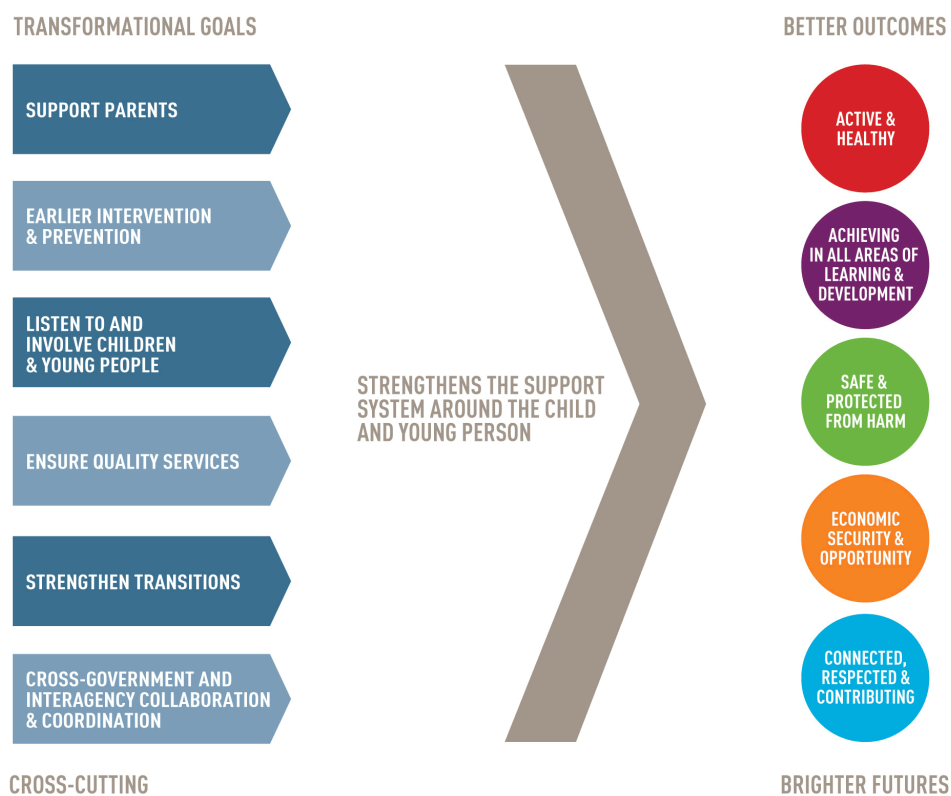 TRANSFORMATIONAL GOALS
SUPPORT PARENTS
EARLIER INTERVENTION
& PREVENTION
LISTEN TO AND
INVOLVE CHILDREN
& YOUNG PEOPLE
ENSURE QUALITY SERVICES
STRENGTHEN TRANSITIONS
CROSS-GOVERNMENT AND
INTERAGENCY COLLABORATION
& COORDINATION
CROSS-CUTTING
STRENGTHENS THE SUPPORT
SYSTEM AROUND THE CHILD
AND YOUNG PERSON
BETTER OUTCOMES
ACTIVE &
HEALTHY
ACHIEVING
IN ALL AREAS OF
LEARNING &
DEVELOPMENT
SAFE &
PROTECTED
FROM HARM
ECONOMIC
SECURITY &
OPPORTUNITY
CONNECTED,
RESPECTED &
CONTRIBUTING
BRIGHTER FUTURES